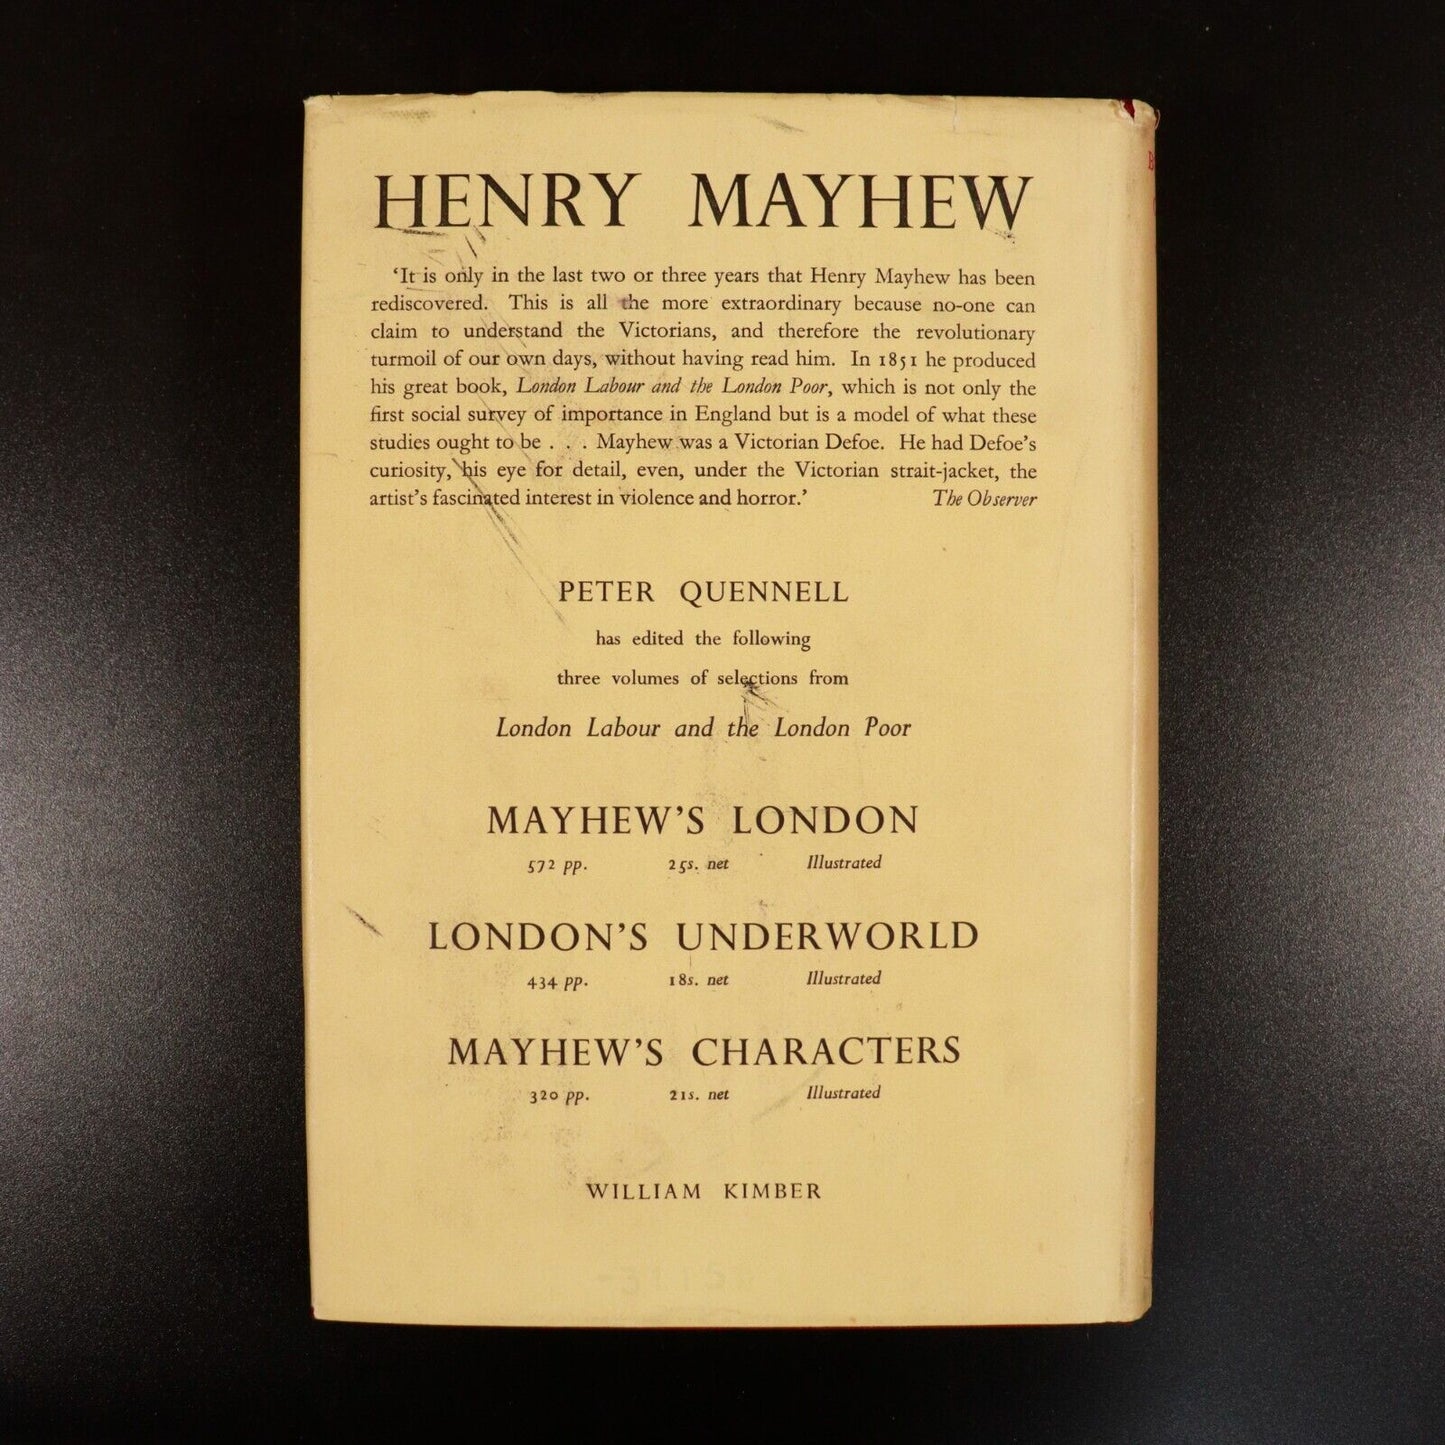 HENRY MAYHEW
‘It is only in the last two or three years that Henry Mayhew has been
rediscovered. This is all the more extraordinary because no-one can
claim to understand the Victorians, and therefore the revolutionary
turmoil of our own days, without having read him. In 1851 he produced
his great book, London Labour and the London Poor, which is not only the
first social survey of importance in England but is a model of what these
studies ought to be . . . Mayhew was a Victorian Defoe. He had Defoe’s
curiosity, his eye for detail, even, under the Victorian strait-jacket, the
artist’s fascinated interest in violence and horror.’ The Observer
PETER QUENNELL
has edited the following
three volumes of selections from
London Labour and the London Poor
MAYHEW’S LONDON
572 pp. 25s. net Illustrated
LONDON’S UNDERWORLD
434 pp. 18s. net Illustrated
MAYHEW’S CHARACTERS
320 pp. 21s. net Illustrated
WILLIAM KIMBER